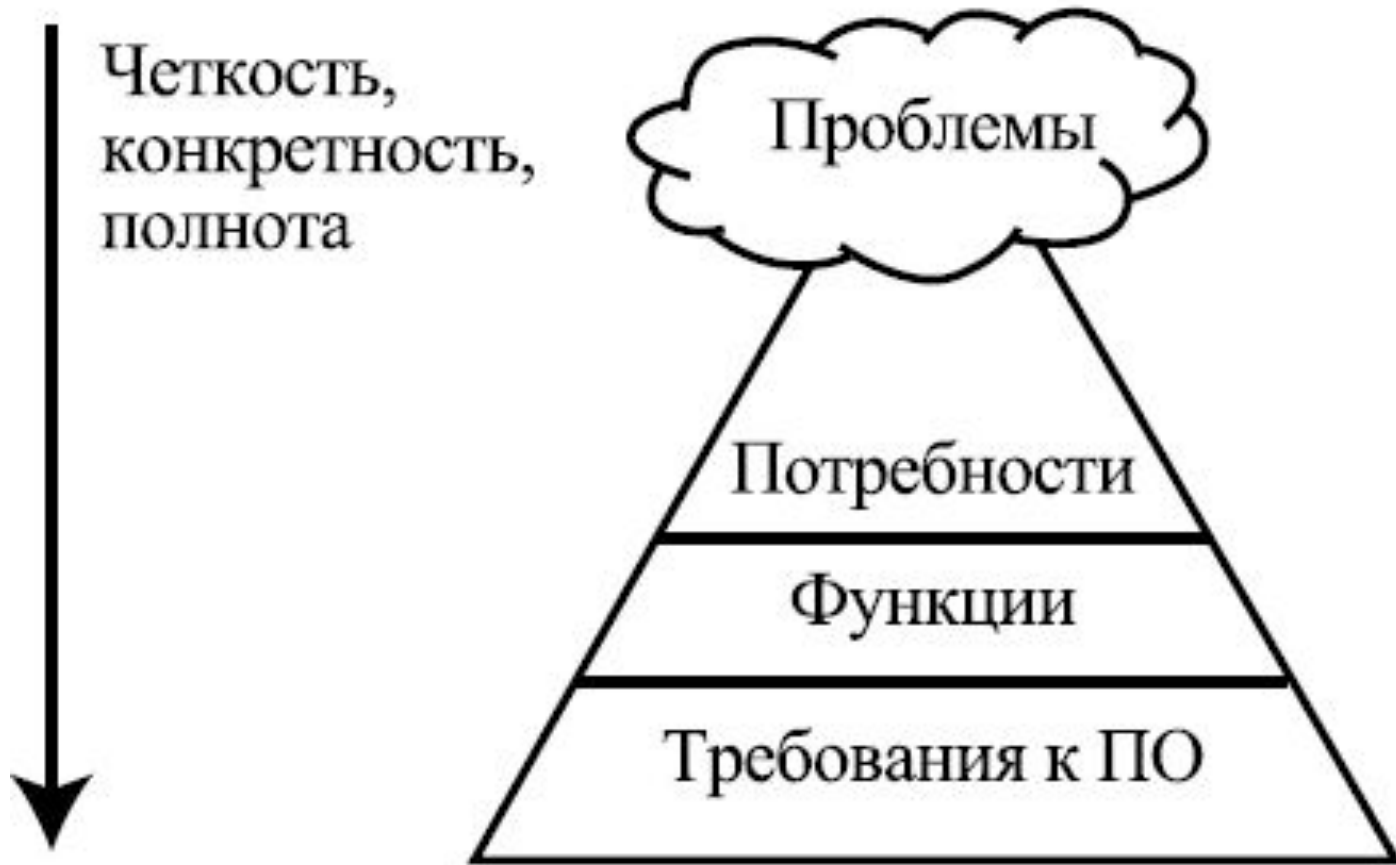 Четкость,
конкретность,
полнота
Проблемы
Потребности
Функции
Требования к ПО